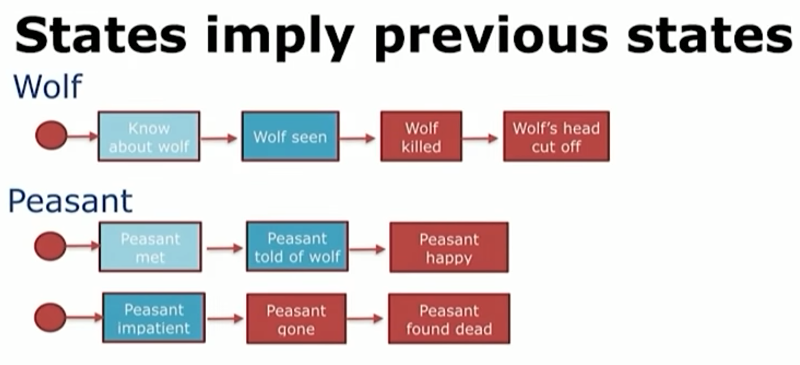 States imply previous states
Wolf
Know
about wolf
Wolf seen
Wolf
killed
Wolf's head
cut off
Peasant
Peasant
met
Peasant
told of wolf
Peasant
happy
Peasant
impatient
Peasant
gone
Peasant
found dead